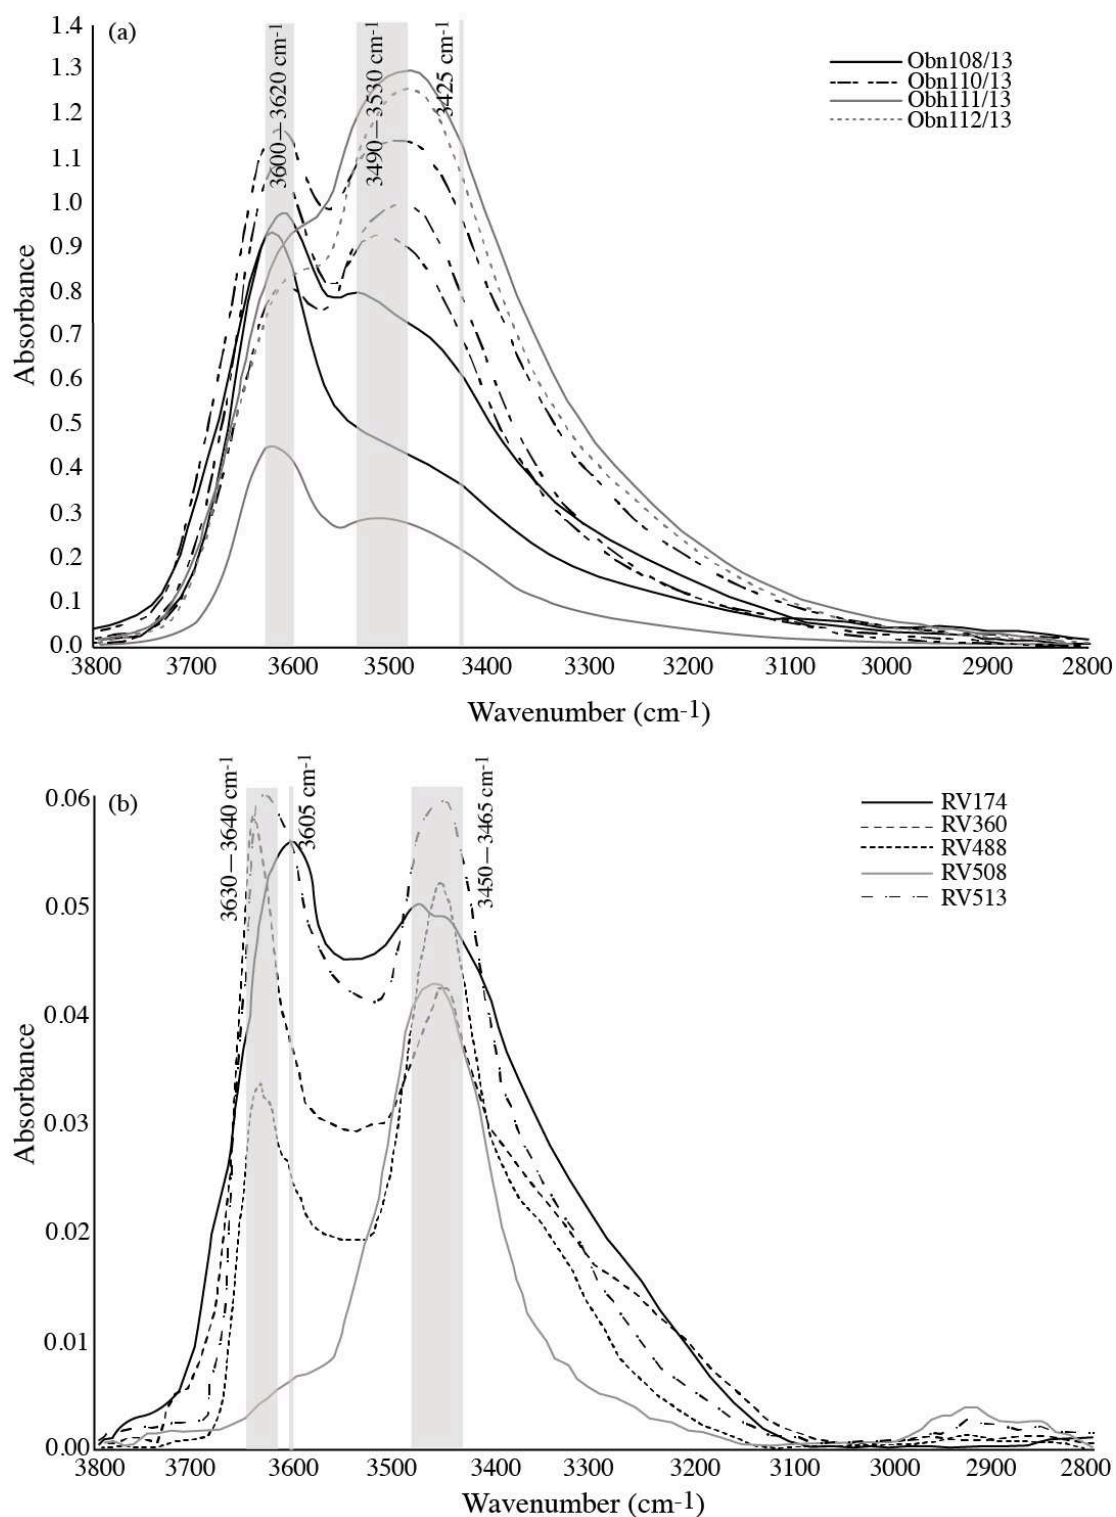 (a)
3600—3620 cm-1
3490—3530 cm-1
3425 cm-1
Obn108/13
Obn110/13
Obh111/13
Obn112/13
1.4
1.3
1.2
1.1
1.0
0.9
0.8
0.7
0.6
0.5
0.4
0.3
0.2
0.1
0.0
Absorbance
3800 3700 3600 3500 3400 3300 3200 3100 3000 2900 2800
Wavenumber (cm-1)
(b)
3630—3640 cm-1
3605 cm-1
3450—3465 cm-1
RV174
RV360
RV488
RV508
RV513
0.06
0.05
0.04
0.03
0.02
0.01
0.00
Absorbance
3800 3700 3600 3500 3400 3300 3200 3100 3000 2900 2800
Wavenumber (cm-1)